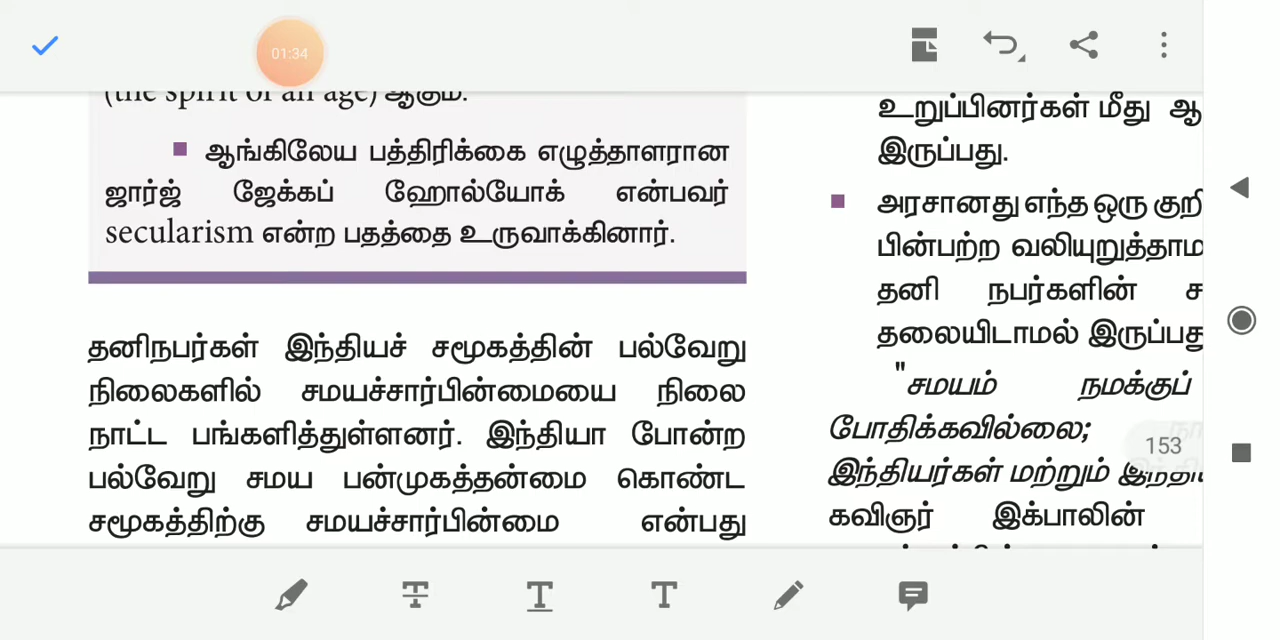 01:34
(the spirit of an age) ஆகும்.
■ ஆங்கிலேய பத்திரிக்கை எழுத்தாளரான
ஜார்ஜ் ஜேக்கப் ஹோல்யோக் என்பவர்
secularism என்ற பதத்தை உருவாக்கினார்.
தனிநபர்கள் இந்தியச் சமூகத்தின் பல்வேறு
நிலைகளில் சமயச்சார்பின்மையை நிலை
நாட்ட பங்களித்துள்ளனர். இந்தியா போன்ற
பல்வேறு சமய பன்முகத்தன்மை கொண்ட
சமூகத்திற்கு சமயச்சார்பின்மை என்பது
உறுப்பினர்கள் மீது ஆ
இருப்பது.
■ அரசானது எந்த ஒரு குறி
பின்பற்ற வலியுறுத்தாம
தனி நபர்களின் ச
தலையிடாமல் இருப்பது
"சமயம் நமக்குப்
போதிக்கவில்லை;
இந்தியர்கள் மற்றும்
கவிஞர் இக்பாலின்
153